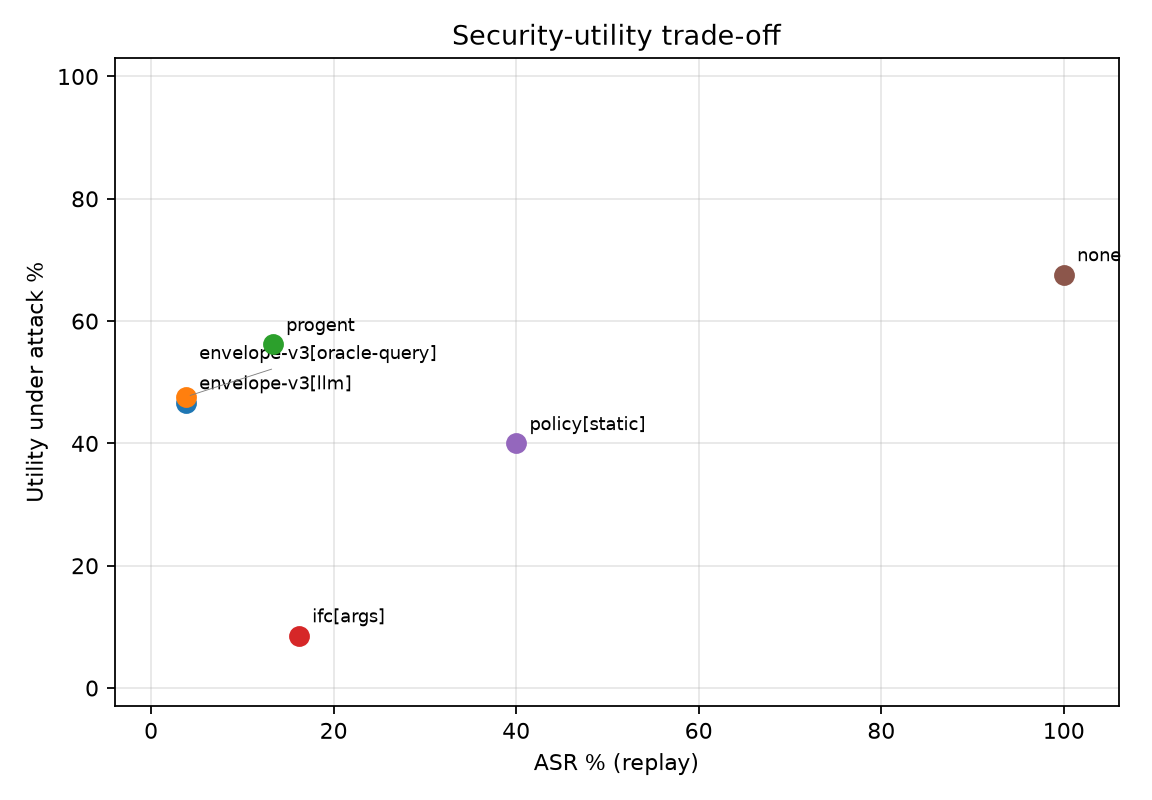 Security-utility trade-off
100
80
60
40
20
0
Utility under attack %
none
progent
envelope-v3[oracle-query]
envelope-v3[llm]
policy[static]
ifc[args]
0
20
40
60
80
100
ASR % (replay)